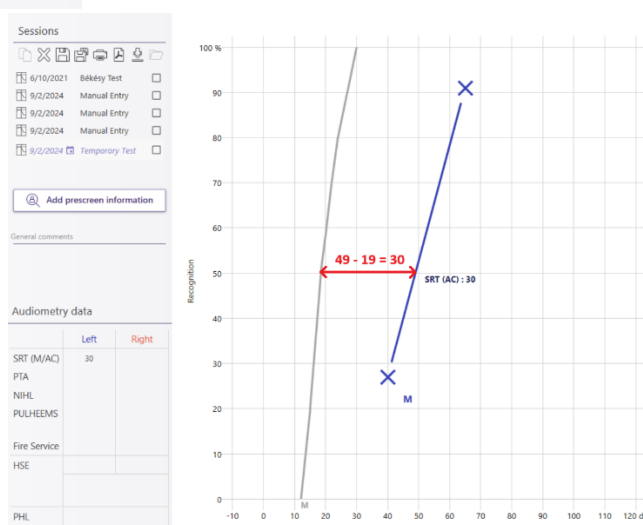 Sessions
6/10/2021 Békésy Test
9/2/2024 Manual Entry
9/2/2024 Manual Entry
9/2/2024 Manual Entry
9/2/2024 Temporory Test
Add prescreen information
General comments
Audiometry data
Left Right
SRT (M/AC) 30
PTA
NIHL
PULHEEMS
Fire Service
HSE
PHL
Recognition
100 %
90
80
70
60
50
40
30
20
10
0
49 - 19 = 30
SRT (AC) : 30
M
M
-10 0 10 20 30 40 50 60 70 80 90 100 110 120 d